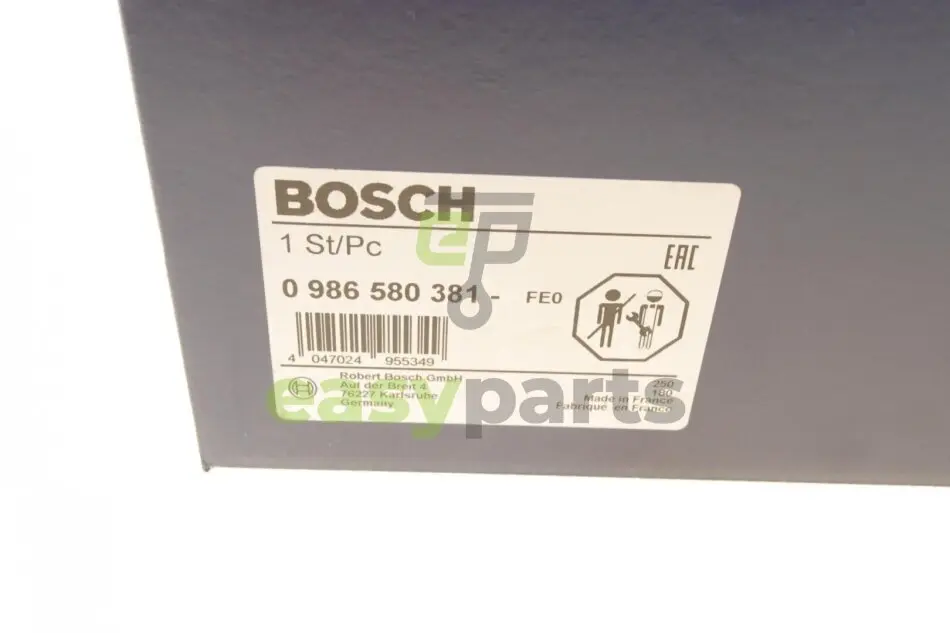 BOSCH
1 St/Pc
EAC
0 986 580 381 - FE0
4 047024 955349
Robert Bosch GmbH
Auf der Breit 4
76227 Karlsruhe
Germany
250
1B0
Made in France
Fabriqué en France
easyparts